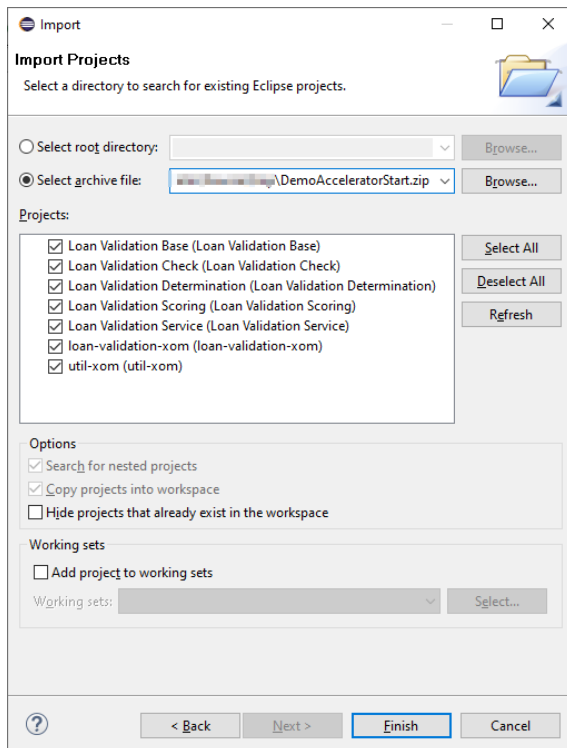 Import
Import Projects
Select a directory to search for existing Eclipse projects.
Select root directory:
Browse...
Select archive file:
\DemoAcceleratorStart.zip
Browse...
Projects:
Loan Validation Base (Loan Validation Base)
Loan Validation Check (Loan Validation Check)
Loan Validation Determination (Loan Validation Determination)
Loan Validation Scoring (Loan Validation Scoring)
Loan Validation Service (Loan Validation Service)
loan-validation-xom (loan-validation-xom)
util-xom (util-xom)
Select All
Deselect All
Refresh
Options
Search for nested projects
Copy projects into workspace
Hide projects that already exist in the workspace
Working sets
Add project to working sets
Working sets:
Select...
?
< Back
Next >
Finish
Cancel